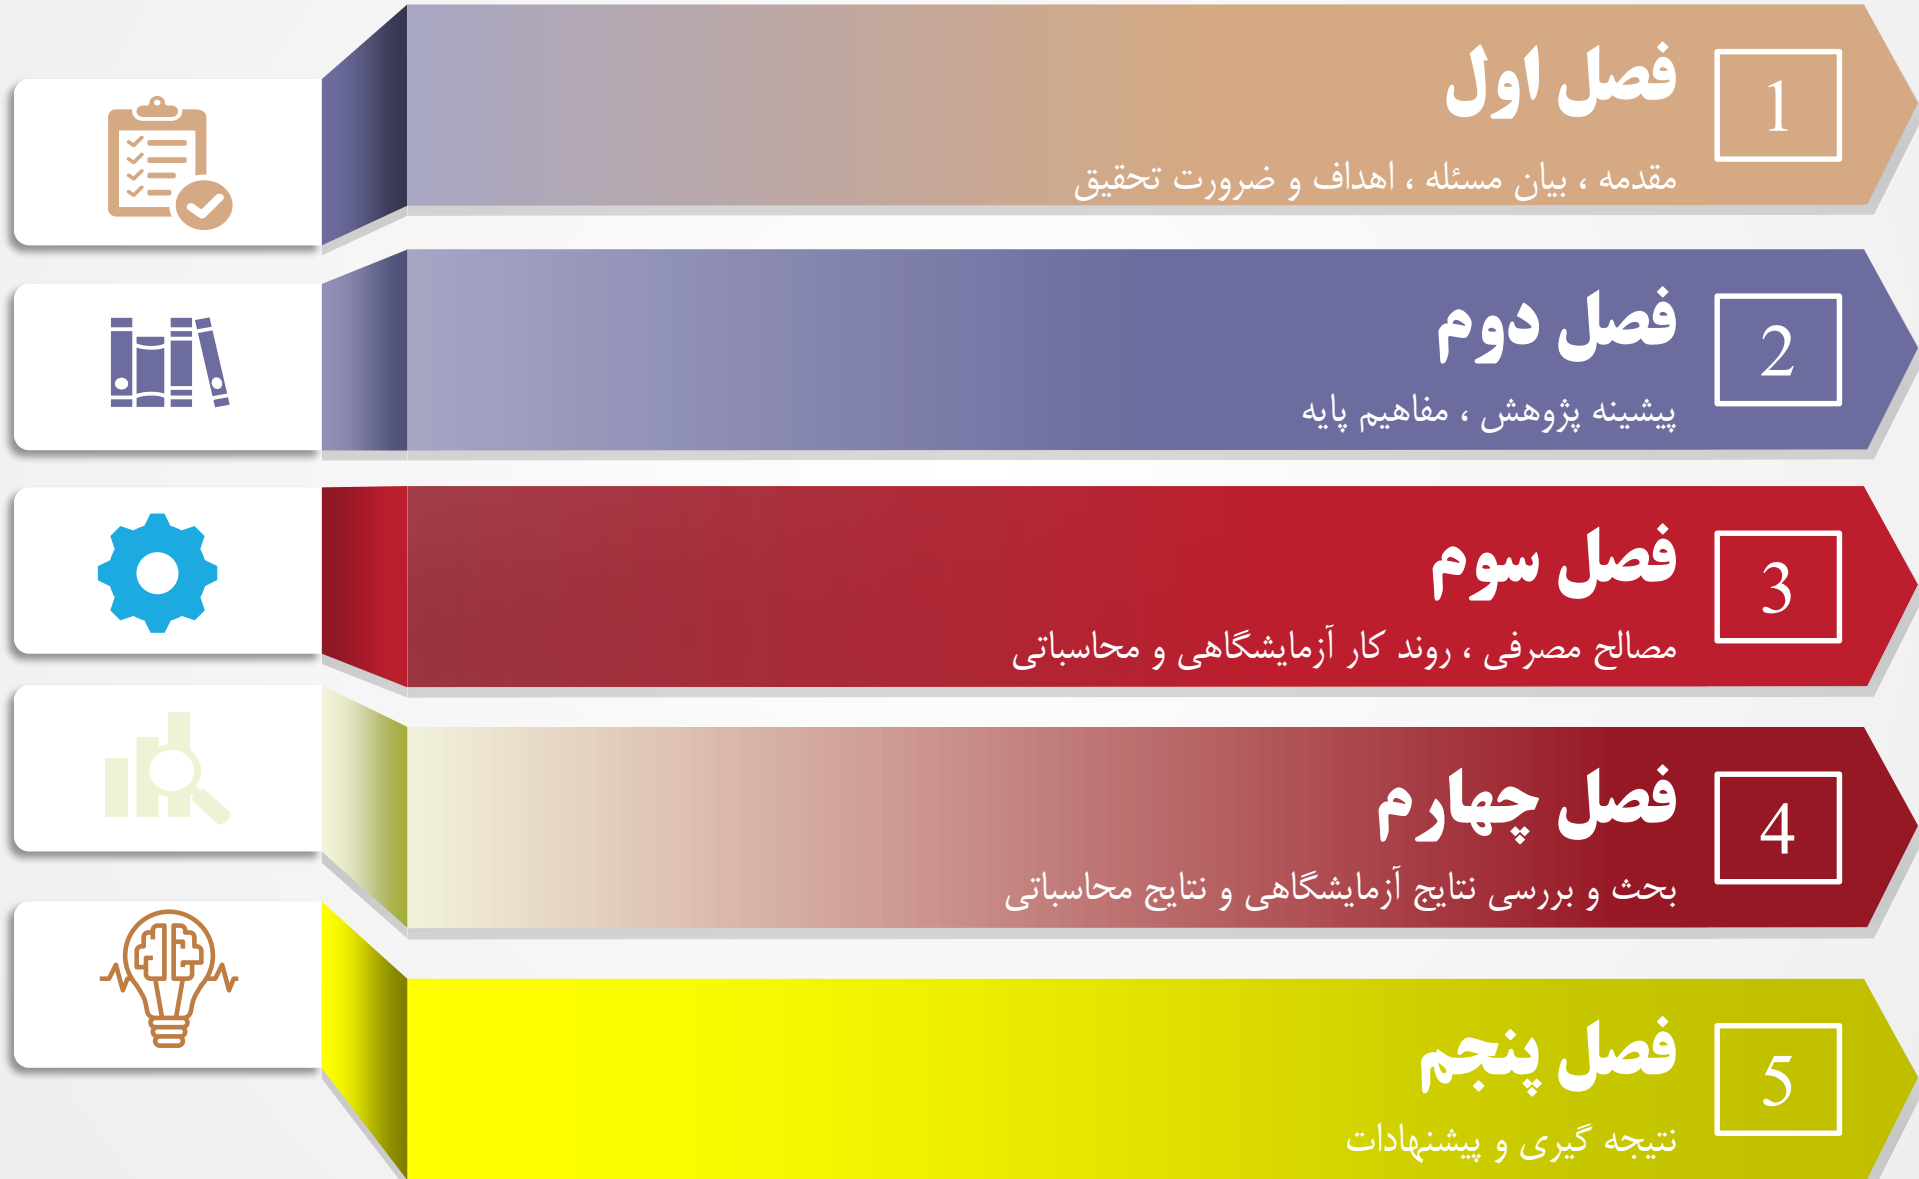 1
فصل اول
مقدمه ، بیان مسئله ، اهداف و ضرورت تحقیق
2
فصل دوم
پیشینه پژوهش ، مفاهیم پایه
3
فصل سوم
مصالح مصرفی ، روند کار آزمایشگاهی و محاسباتی
4
فصل چهارم
بحث و بررسی نتایج آزمایشگاهی و نتایج محاسباتی
5
فصل پنجم
نتیجه گیری و پیشنهادات